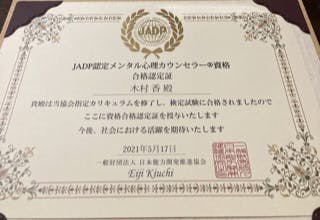 JADP
JADP認定メンタル心理カウンセラー®資格
合格認定証
木村 香 殿
貴殿は当協会指定カリキュラムを修了し、検定試験に合格されましたので
ここに資格合格認定証を授与いたします
今後、社会における活躍を期待いたします
2021年5月17日
一般財団法人 日本能力開発推進協会
Eiji Kiuchi